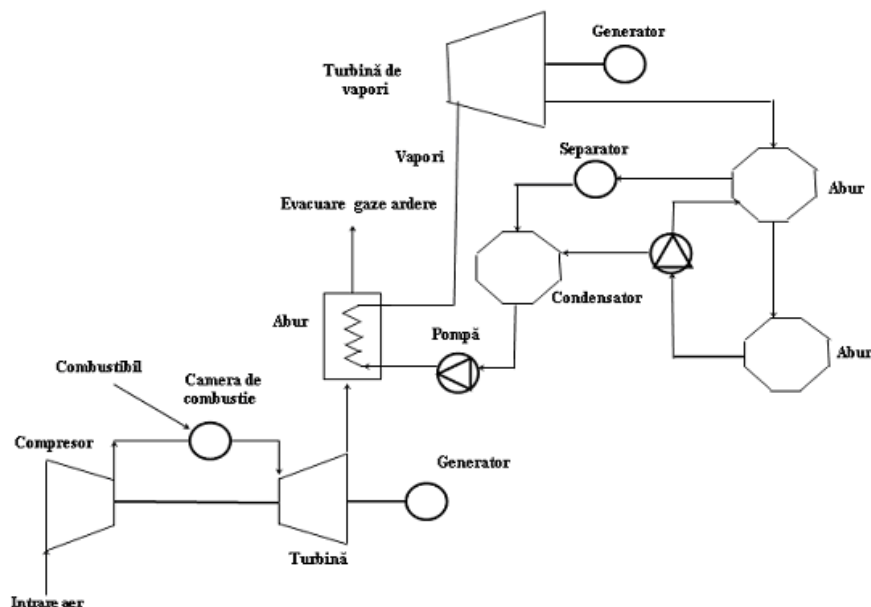 Generator
Turbină de
vapori
Vapori
Separator
Abur
Evacuare gaze ardere
Condensator
Abur
Pompă
Abur
Combustibil
Camera de
combustie
Compresor
Generator
Turbină
Intrare aer